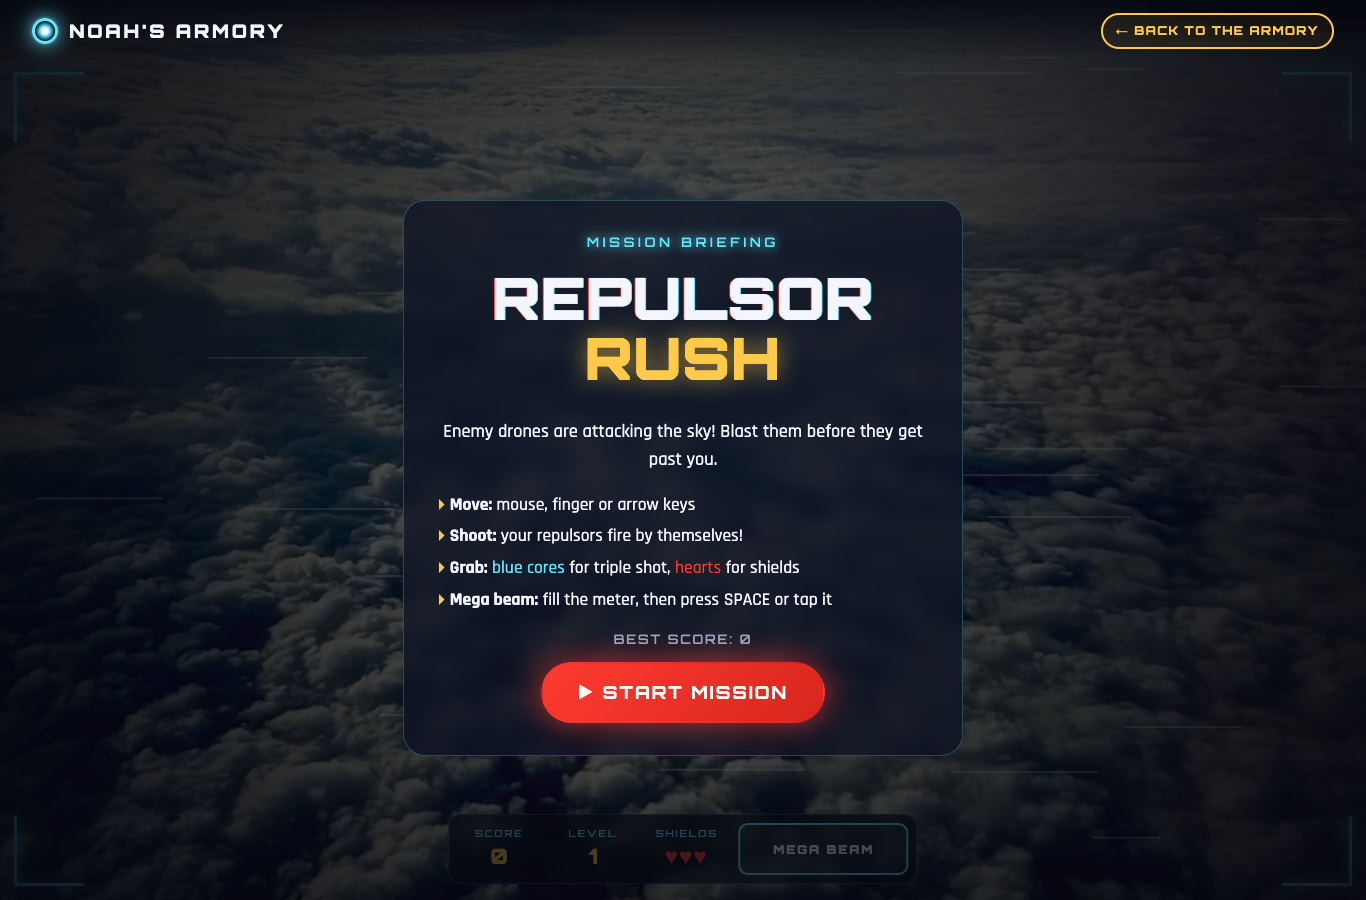 NOAH'S ARMORY
← BACK TO THE ARMORY
MISSION BRIEFING
REPULSOR
RUSH
Enemy drones are attacking the sky! Blast them before they get
past you.
Move: mouse, finger or arrow keys
Shoot: your repulsors fire by themselves!
Grab: blue cores for triple shot, hearts for shields
Mega beam: fill the meter, then press SPACE or tap it
BEST SCORE: 0
▶ START MISSION
SCORE LEVEL SHIELDS
0 1 ♥♥♥
MEGA BEAM